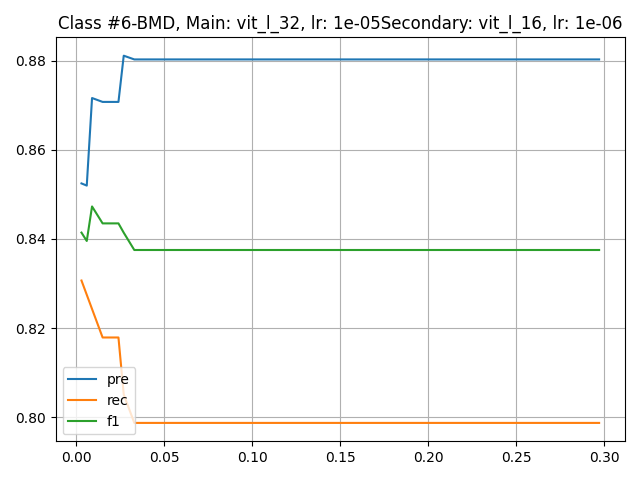 Class #6-BMD, Main: vit_l_32, lr: 1e-05Secondary: vit_l_16, lr: 1e-06
0.88
0.86
0.84
0.82
0.80
pre
rec
f1
0.00 0.05 0.10 0.15 0.20 0.25 0.30